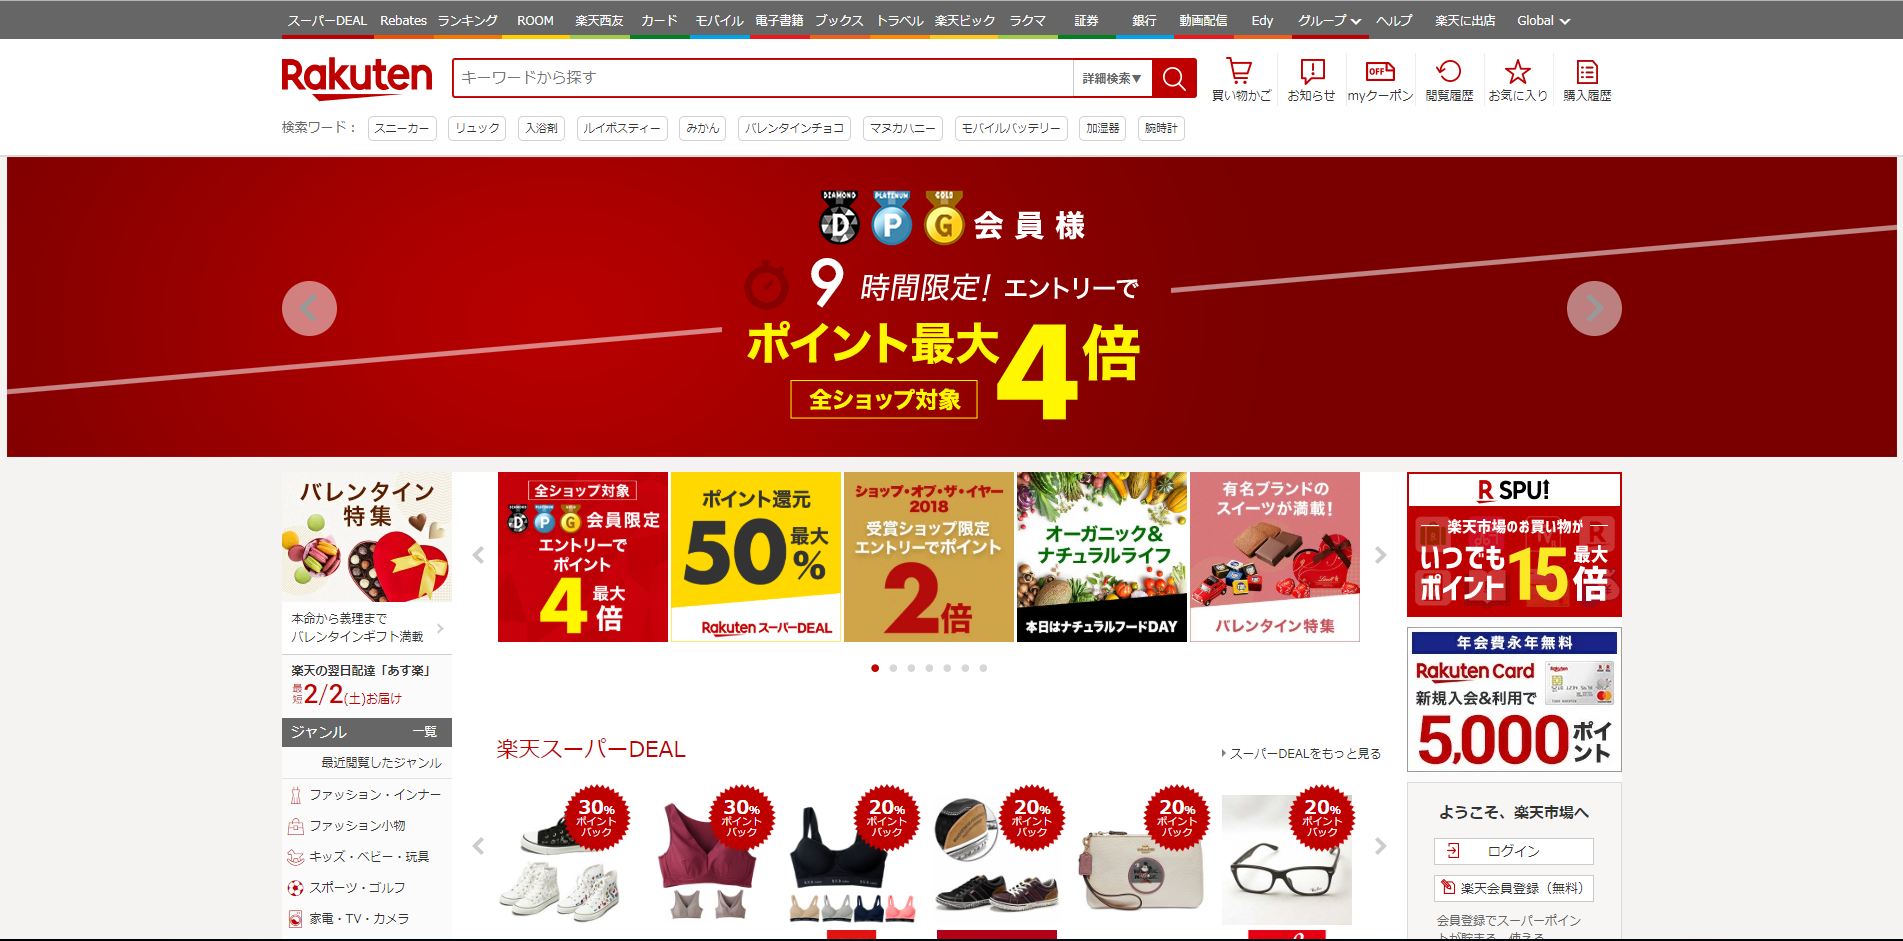 スーパーDEAL Rebates ランキング ROOM 楽天西友 カード モバイル 電子書籍 ブックス トラベル 楽天ビック ラクマ 証券 銀行 動画配信 Edy グループ ヘルプ 楽天に出店 Global
Rakuten
キーワードから探す
詳細検索▼
買い物かご お知らせ myクーポン 閲覧履歴 お気に入り 購入履歴
OFF
検索ワード： スニーカー リュック 入浴剤 ルイボスティー みかん バレンタインチョコ マヌカハニー モバイルバッテリー 加湿器 腕時計
DIAMOND PLATINUM GOLD
D P G 会員様
9時間限定! エントリーで
ポイント最大4倍
全ショップ対象
バレンタイン
特集
本命から義理まで
バレンタインギフト満載
楽天の翌日配達「あす楽」
最短2/2(土)お届け
ジャンル 一覧
最近閲覧したジャンル
ファッション・インナー
ファッション小物
キッズ・ベビー・玩具
スポーツ・ゴルフ
家電・TV・カメラ
全ショップ対象
D P G 会員限定
エントリーで
ポイント
4最大倍
ポイント還元
50最大%
Rakuten スーパーDEAL
ショップ・オブ・ザ・イヤー
2018
受賞ショップ限定
エントリーでポイント
2倍
オーガニック&
ナチュラルライフ
本日はナチュラルフードDAY
有名ブランドの
スイーツが満載!
バレンタイン特集
楽天スーパーDEAL
スーパーDEALをもっと見る
30%
ポイント
バック
30%
ポイント
バック
20%
ポイント
バック
20%
ポイント
バック
20%
ポイント
バック
20%
ポイント
バック
R SPU!
楽天市場のお買い物が
いつでも
ポイント15最大倍
年会費永年無料
Rakuten Card
新規入会&利用で
5,000ポイント
ようこそ、楽天市場へ
ログイン
楽天会員登録（無料）
会員登録でスーパーポイン
トが貯まる、使える